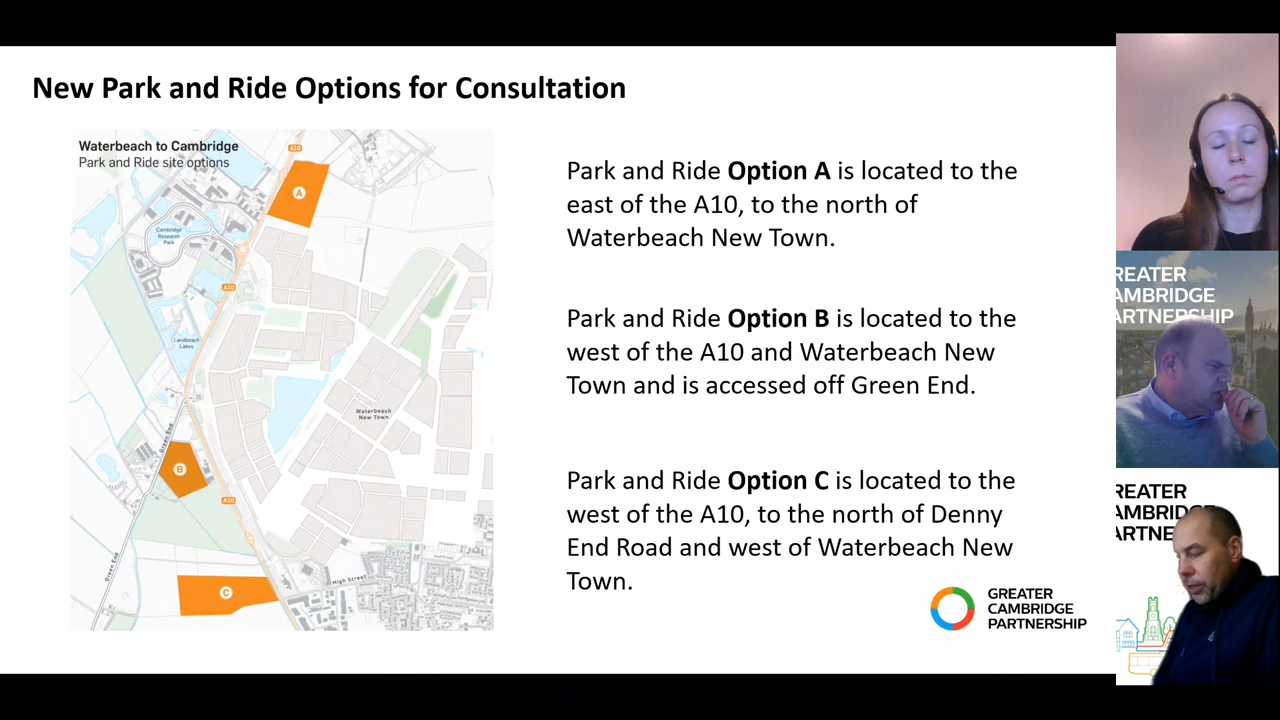 New Park and Ride Options for Consultation
Waterbeach to Cambridge
Park and Ride site options
A10
A
Cambridge
Research
Park
A10
Landbeach
Lakes
Waterbeach
New Town
Green End
B
A10
Green End
C
High Street
Park and Ride Option A is located to the
east of the A10, to the north of
Waterbeach New Town.
Park and Ride Option B is located to the
west of the A10 and Waterbeach New
Town and is accessed off Green End.
Park and Ride Option C is located to the
west of the A10, to the north of Denny
End Road and west of Waterbeach New
Town.
GREATER
CAMBRIDGE
PARTNERSHIP
REATER
AMBRIDGE
ARTNERSHIP
REATER
AMBRIDG
ARTNE